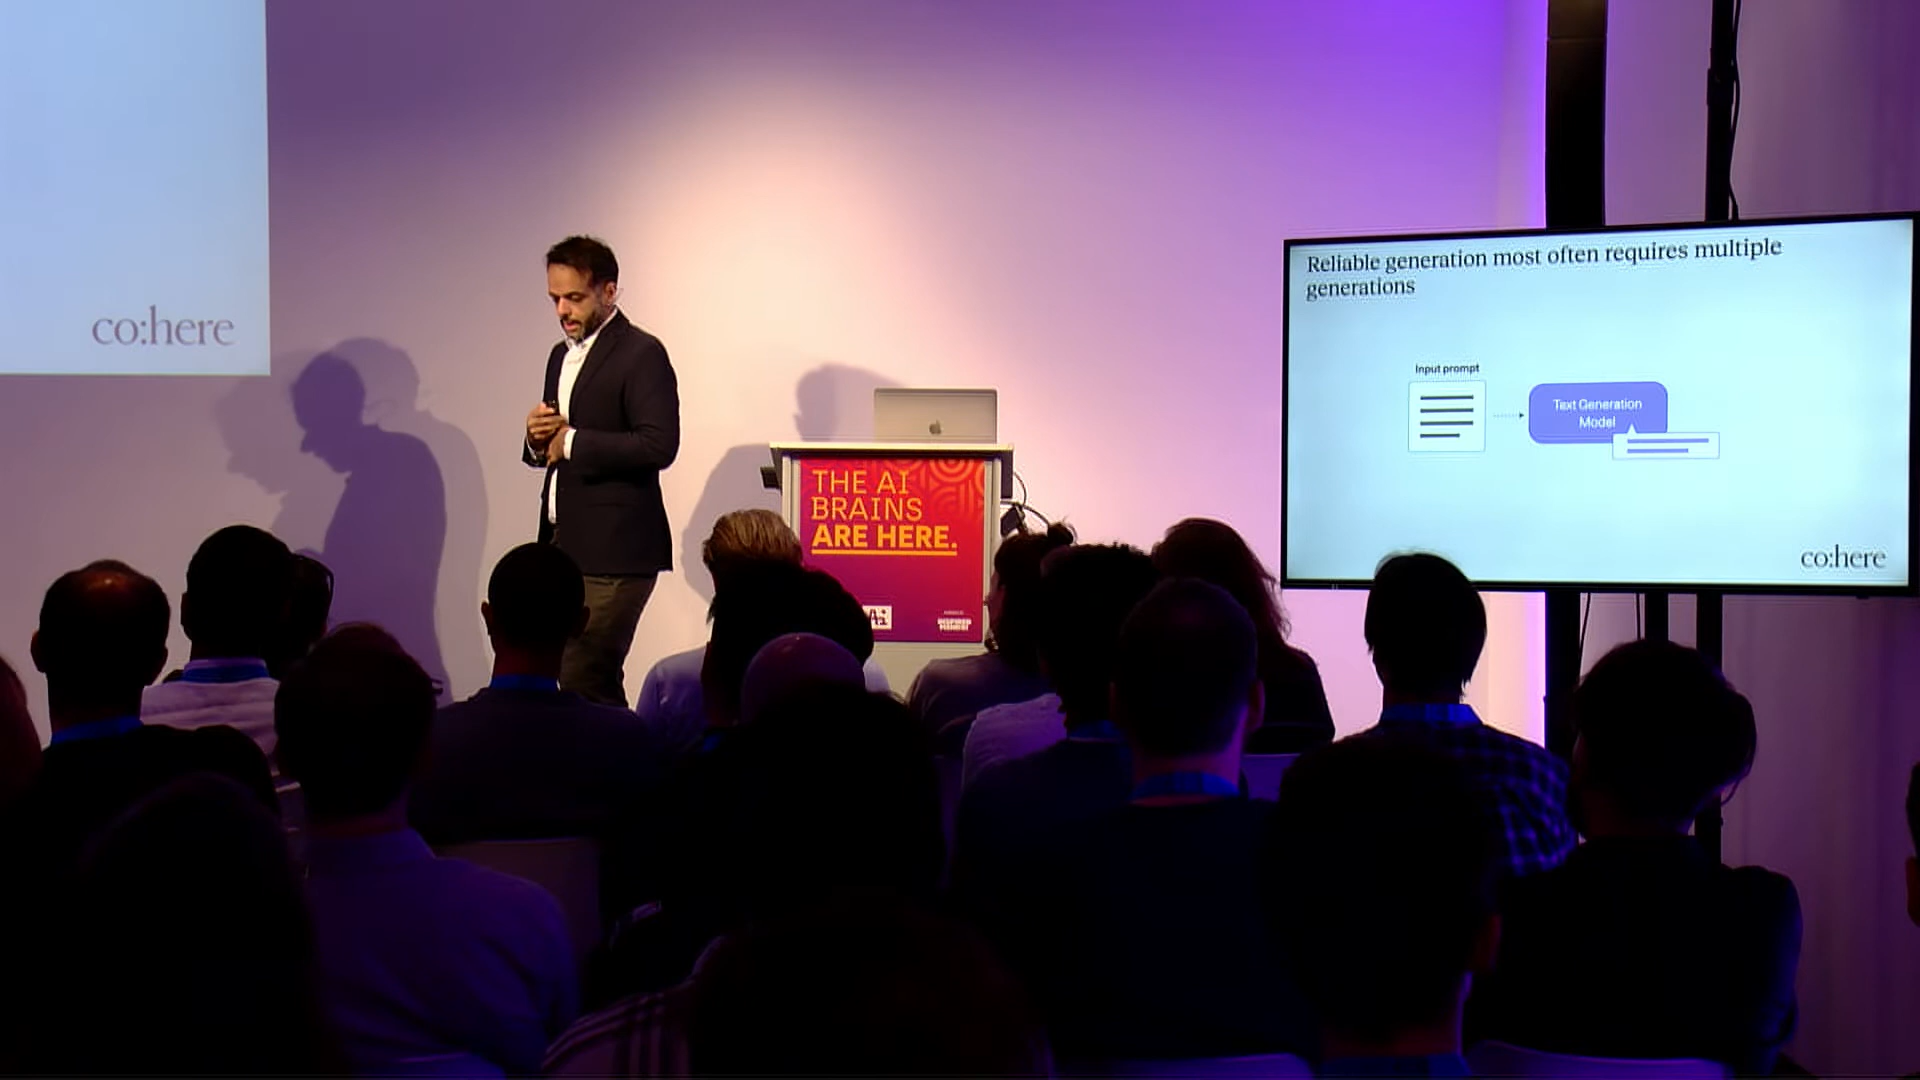 co:here
THE AI
BRAINS
ARE HERE.
Ai
Reliable generation most often requires multiple
generations
Input prompt
Text Generation
Model
co:here